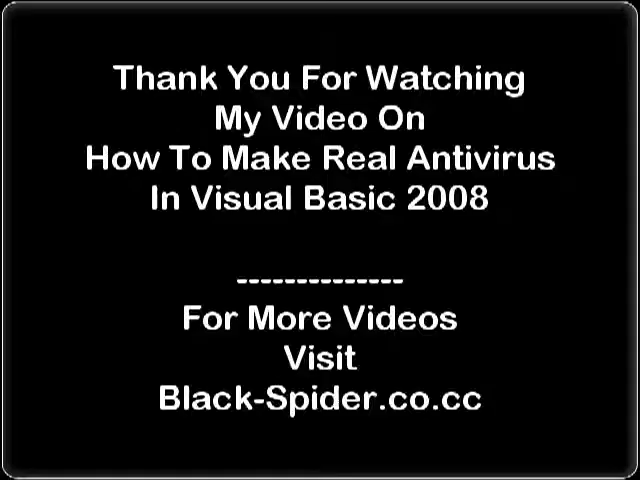 Thank You For Watching
My Video On
How To Make Real Antivirus
In Visual Basic 2008
--------------
For More Videos
Visit
Black-Spider.co.cc